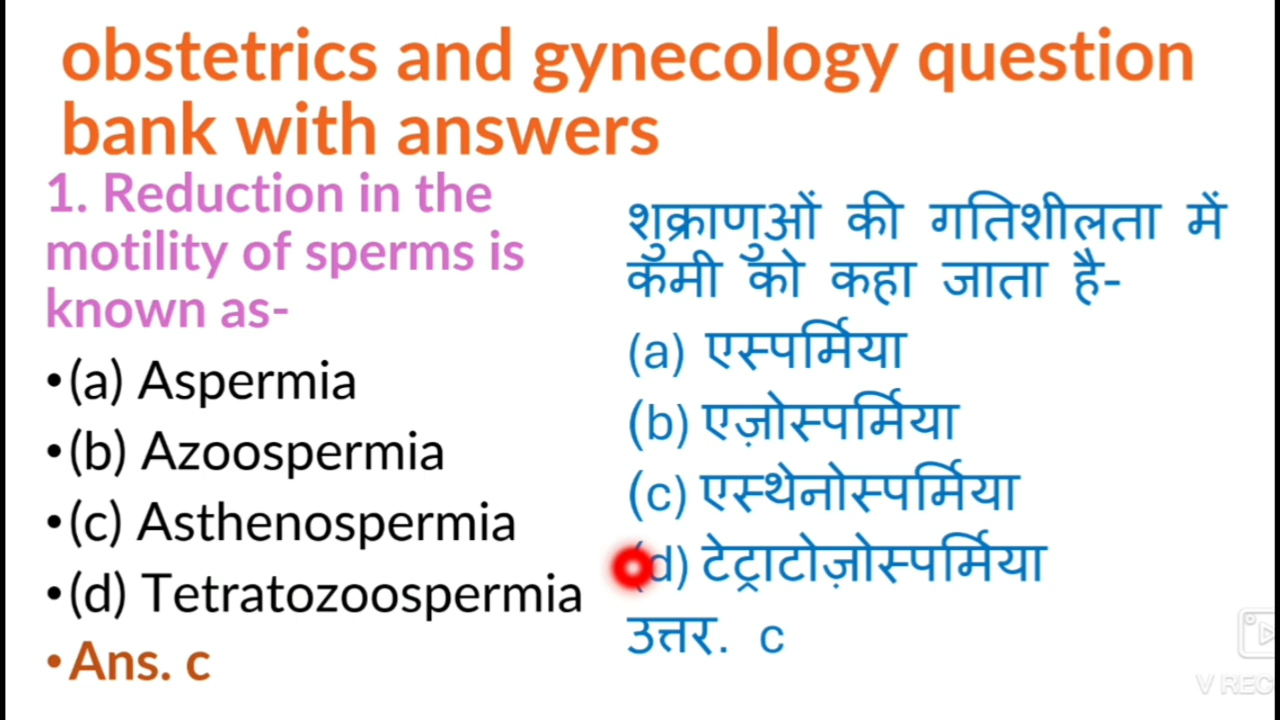 obstetrics and gynecology question
bank with answers
1. Reduction in the
motility of sperms is
known as-
•(a) Aspermia
•(b) Azoospermia
•(c) Asthenospermia
•(d) Tetratozoospermia
•Ans. c
शुक्राणुओं की गतिशीलता में
कमी को कहा जाता है-
(a) एस्पर्मिया
(b) एज़ोस्पर्मिया
(c) एस्थेनोस्पर्मिया
(d) टेट्राटोज़ोस्पर्मिया
उत्तर. c
V REC